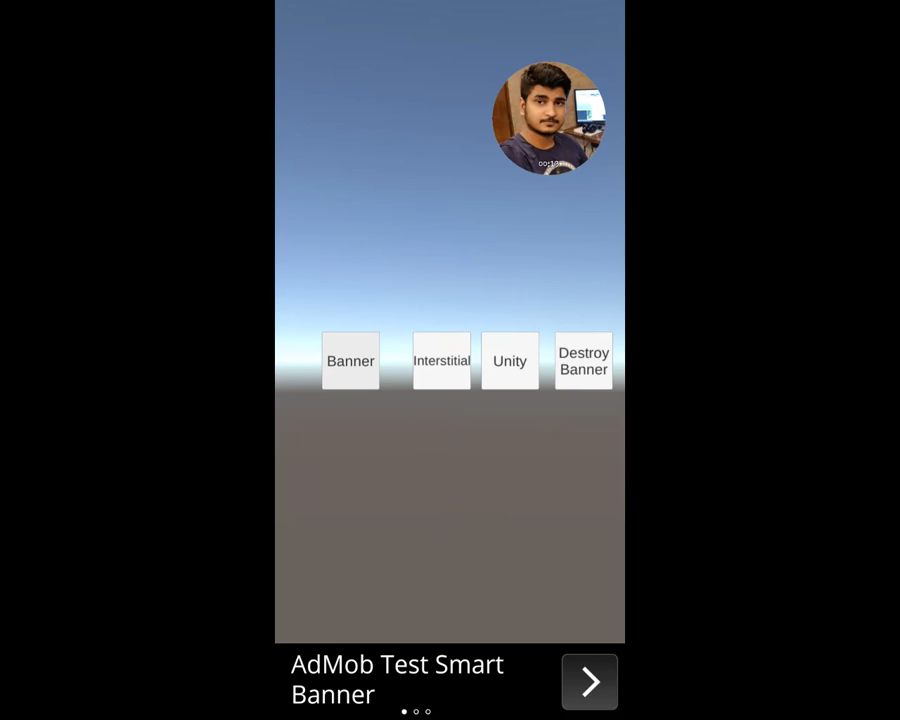 Banner
Interstitial
Unity
Destroy
Banner
AdMob Test Smart
Banner